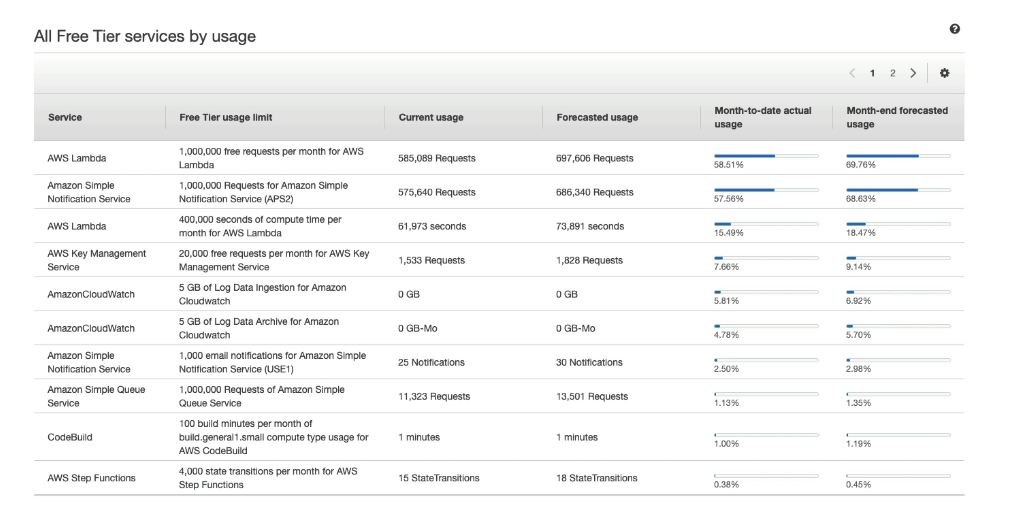 All Free Tier services by usage
1 2
Service Free Tier usage limit Current usage Forecasted usage Month-to-date actual usage Month-end forecasted usage
AWS Lambda 1,000,000 free requests per month for AWS Lambda 585,089 Requests 697,606 Requests 58.51% 69.76%
Amazon Simple Notification Service 1,000,000 Requests for Amazon Simple Notification Service (APS2) 575,640 Requests 686,340 Requests 57.56% 68.63%
AWS Lambda 400,000 seconds of compute time per month for AWS Lambda 61,973 seconds 73,891 seconds 15.49% 18.47%
AWS Key Management Service 20,000 free requests per month for AWS Key Management Service 1,533 Requests 1,828 Requests 7.66% 9.14%
AmazonCloudWatch 5 GB of Log Data Ingestion for Amazon Cloudwatch 0 GB 0 GB 5.81% 6.92%
AmazonCloudWatch 5 GB of Log Data Archive for Amazon Cloudwatch 0 GB-Mo 0 GB-Mo 4.78% 5.70%
Amazon Simple Notification Service 1,000 email notifications for Amazon Simple Notification Service (USE1) 25 Notifications 30 Notifications 2.50% 2.98%
Amazon Simple Queue Service 1,000,000 Requests of Amazon Simple Queue Service 11,323 Requests 13,501 Requests 1.13% 1.35%
CodeBuild 100 build minutes per month of build.general1.small compute type usage for AWS CodeBuild 1 minutes 1 minutes 1.00% 1.19%
AWS Step Functions 4,000 state transitions per month for AWS Step Functions 15 StateTransitions 18 StateTransitions 0.38% 0.45%